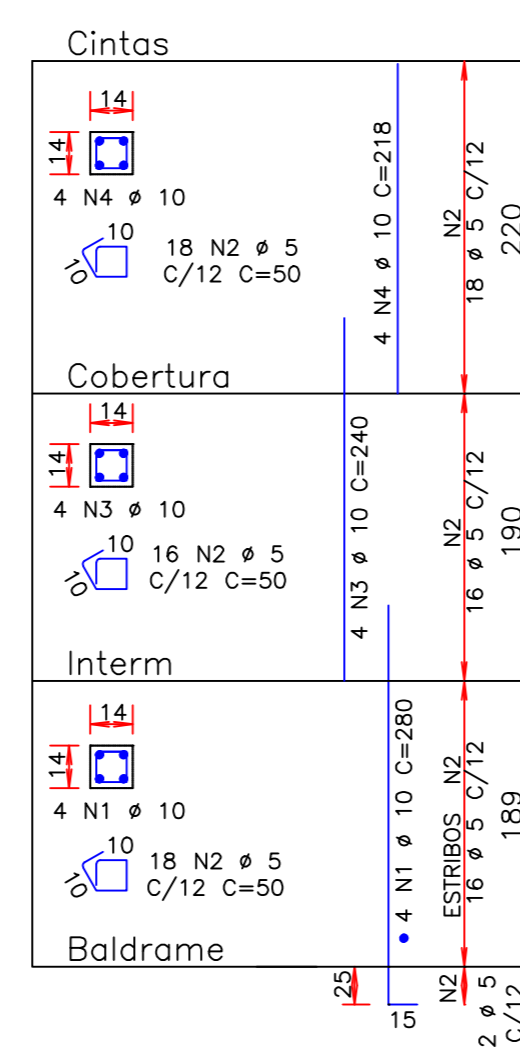 Cintas
14
14
4 N4 ø 10
10
10
18 N2 ø 5
C/12 C=50
4 N4 ø 10 C=218
N2
18 ø 5 C/12
220
Cobertura
14
14
4 N3 ø 10
10
10
16 N2 ø 5
C/12 C=50
4 N3 ø 10 C=240
N2
16 ø 5 C/12
190
Interm
14
14
4 N1 ø 10
10
10
18 N2 ø 5
C/12 C=50
4 N1 ø 10 C=280
ESTRIBOS N2
16 ø 5 C/12
189
Baldrame
25
15
N2
2 ø 5
C/12